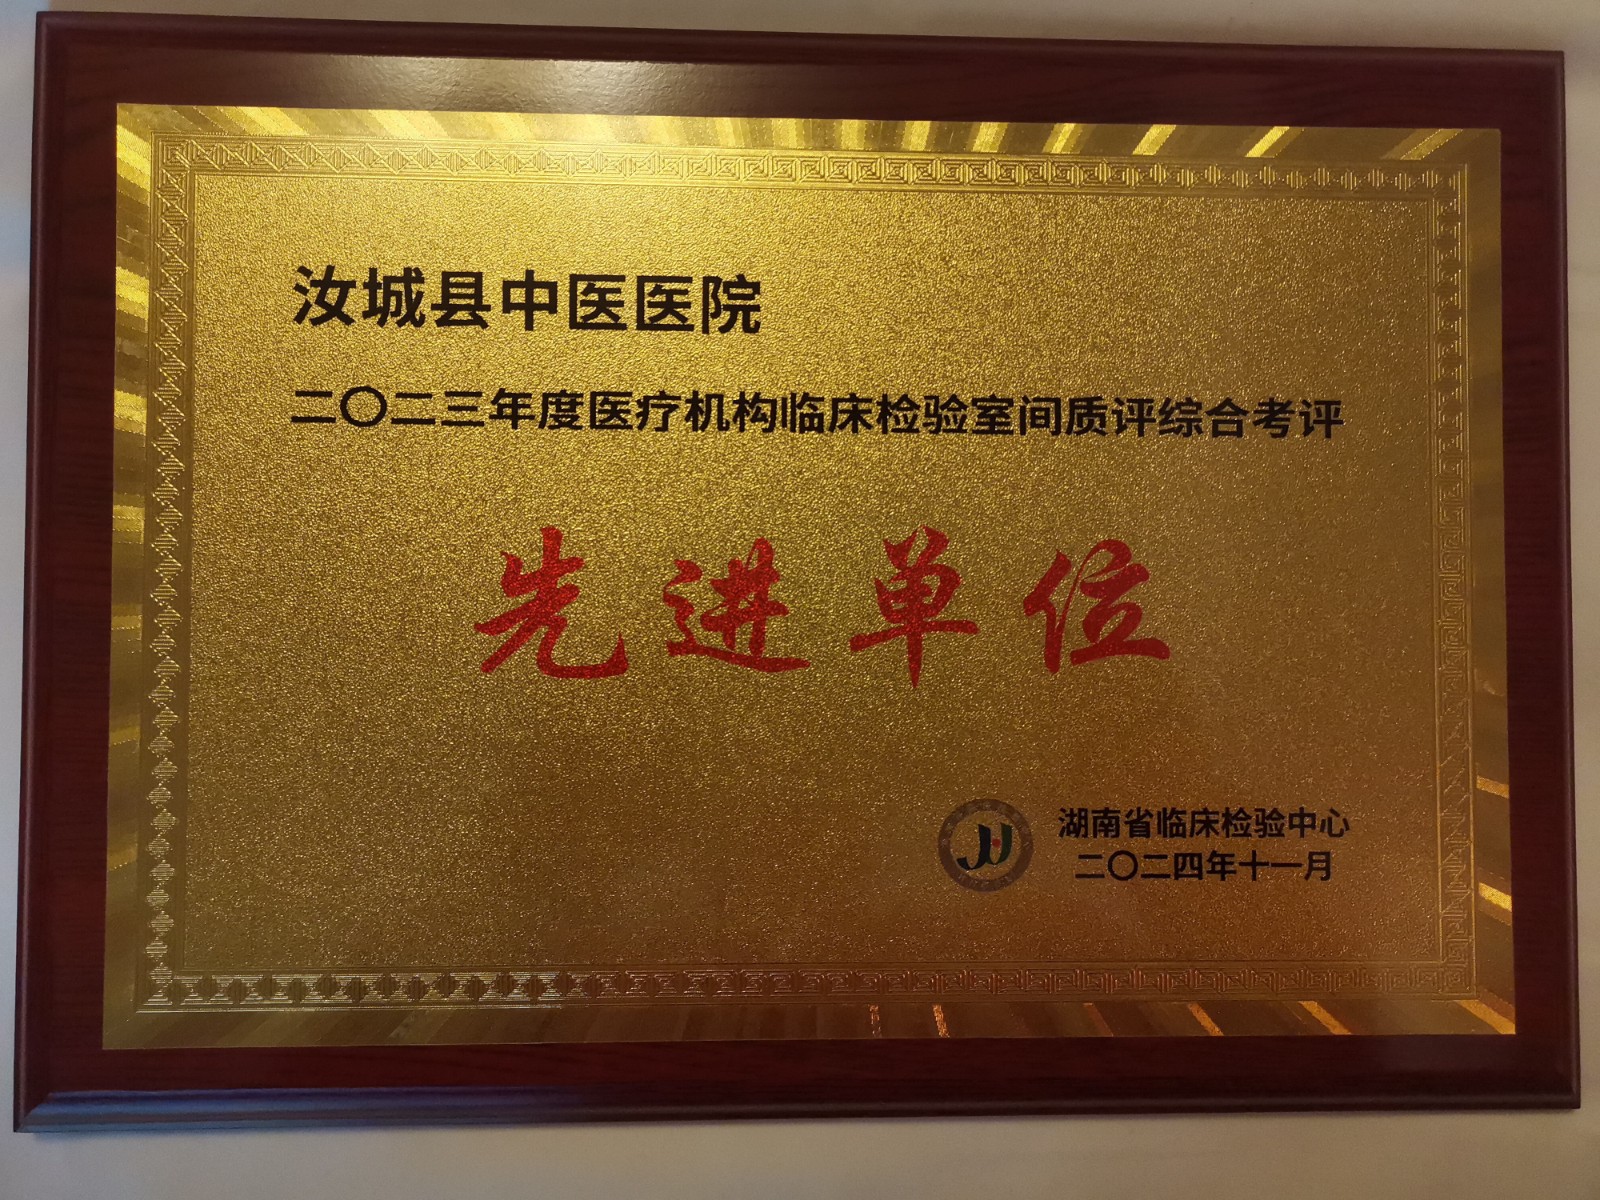 汝城县中医医院
二〇二三年度医疗机构临床检验室间质评综合考评
先进单位
湖南省临床检验中心
二〇二四年十一月